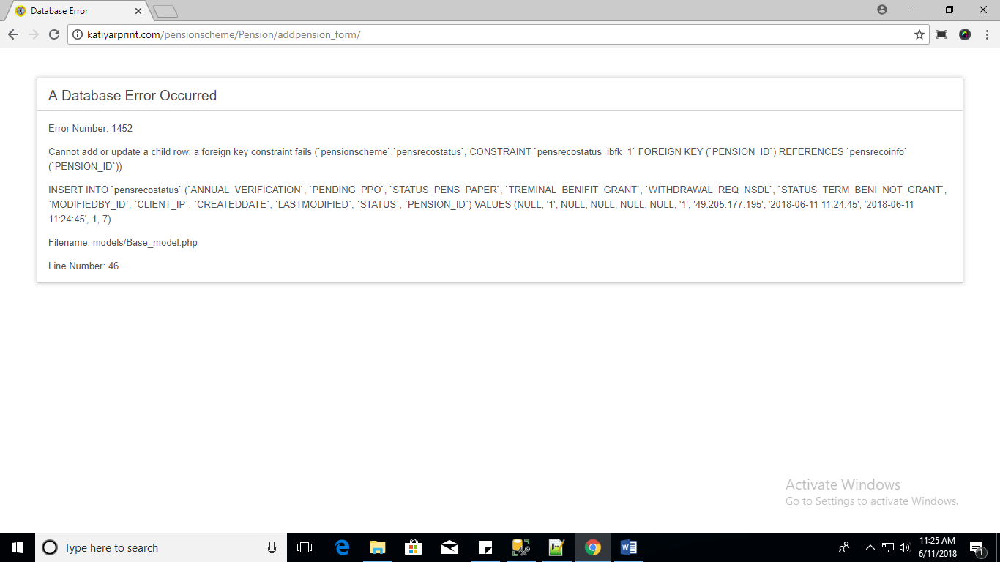 Database Error
katiyarprint.com/pensionscheme/Pension/addpension_form/
A Database Error Occurred
Error Number: 1452
Cannot add or update a child row: a foreign key constraint fails (`pensionscheme`.`pensrecostatus`, CONSTRAINT `pensrecostatus_ibfk_1` FOREIGN KEY (`PENSION_ID`) REFERENCES `pensrecoinfo`
(`PENSION_ID`))
INSERT INTO `pensrecostatus` (`ANNUAL_VERIFICATION`, `PENDING_PPO`, `STATUS_PENS_PAPER`, `TREMINAL_BENIFIT_GRANT`, `WITHDRAWAL_REQ_NSDL`, `STATUS_TERM_BENI_NOT_GRANT`,
`MODIFIEDBY_ID`, `CLIENT_IP`, `CREATEDDATE`, `LASTMODIFIED`, `STATUS`, `PENSION_ID`) VALUES (NULL, '1', NULL, NULL, NULL, NULL, '1', '49.205.177.195', '2018-06-11 11:24:45', '2018-06-11
11:24:45', 1, 7)
Filename: models/Base_model.php
Line Number: 46
Activate Windows
Go to Settings to activate Windows.
Type here to search
11:25 AM
6/11/2018
1